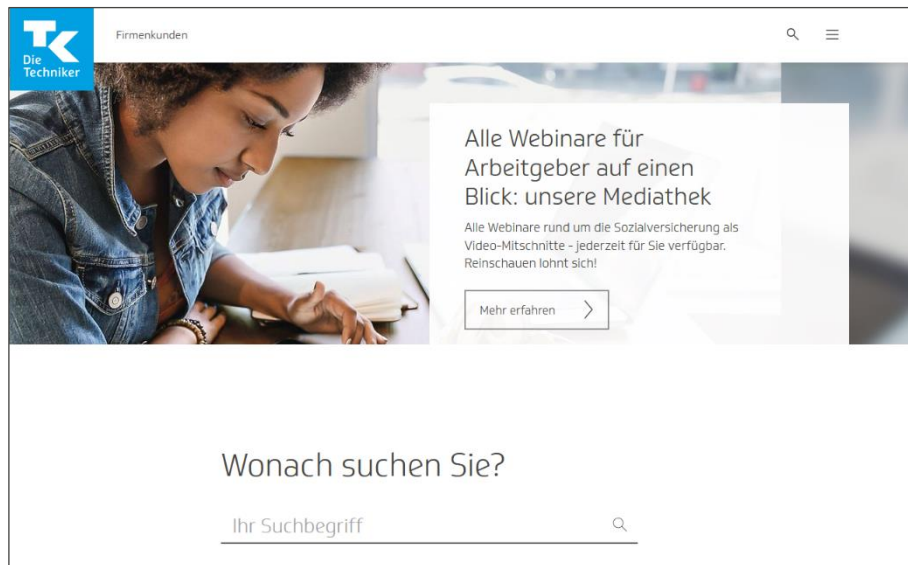 TK
Die
Techniker
Firmenkunden
Alle Webinare für
Arbeitgeber auf einen
Blick: unsere Mediathek
Alle Webinare rund um die Sozialversicherung als
Video-Mitschnitte - jederzeit für Sie verfügbar.
Reinschauen lohnt sich!
Mehr erfahren
Wonach suchen Sie?
Ihr Suchbegriff